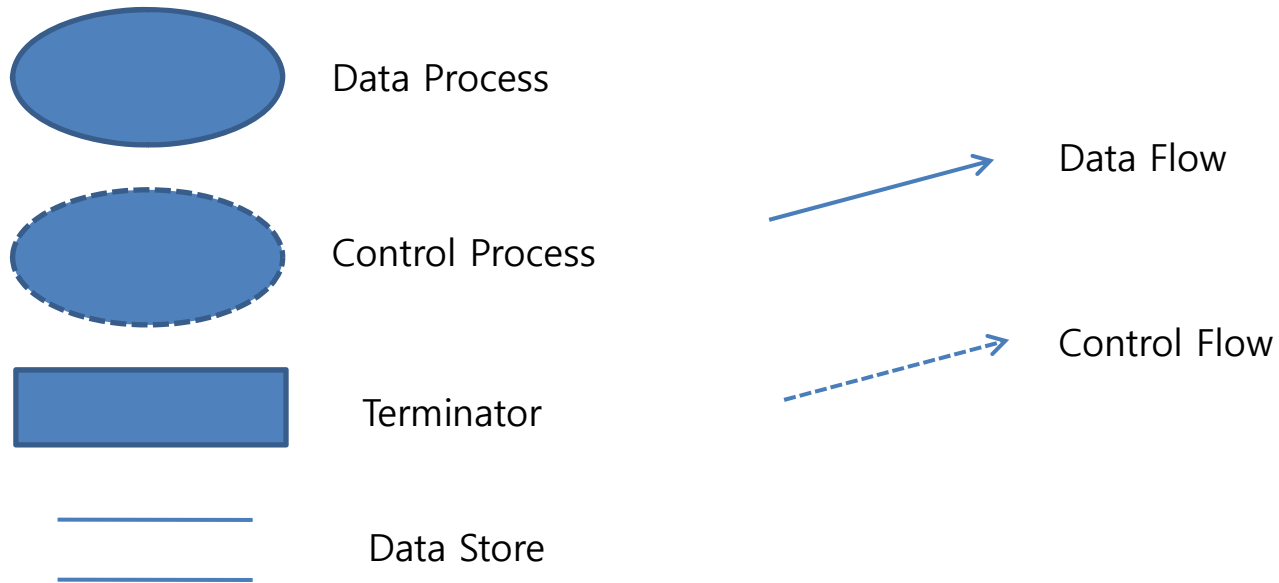 Data Process
Control Process
Terminator
Data Store
Data Flow
Control Flow